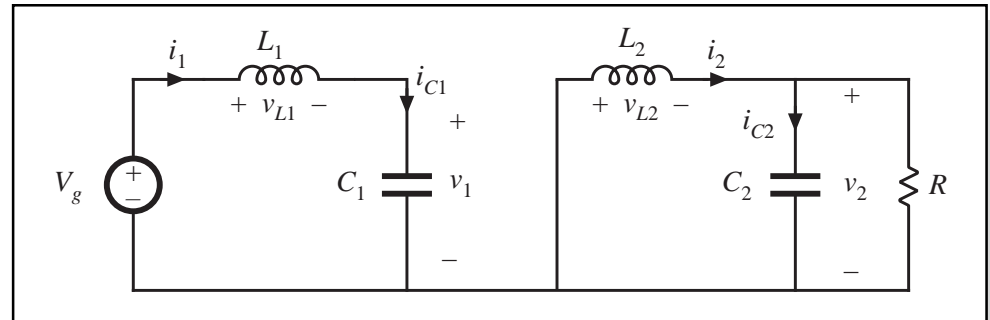 i1 L1 L2 i2
+ vL1 − iC1 + vL2 − +
+ iC2
Vg + − C1 v1 C2 v2 R
− −